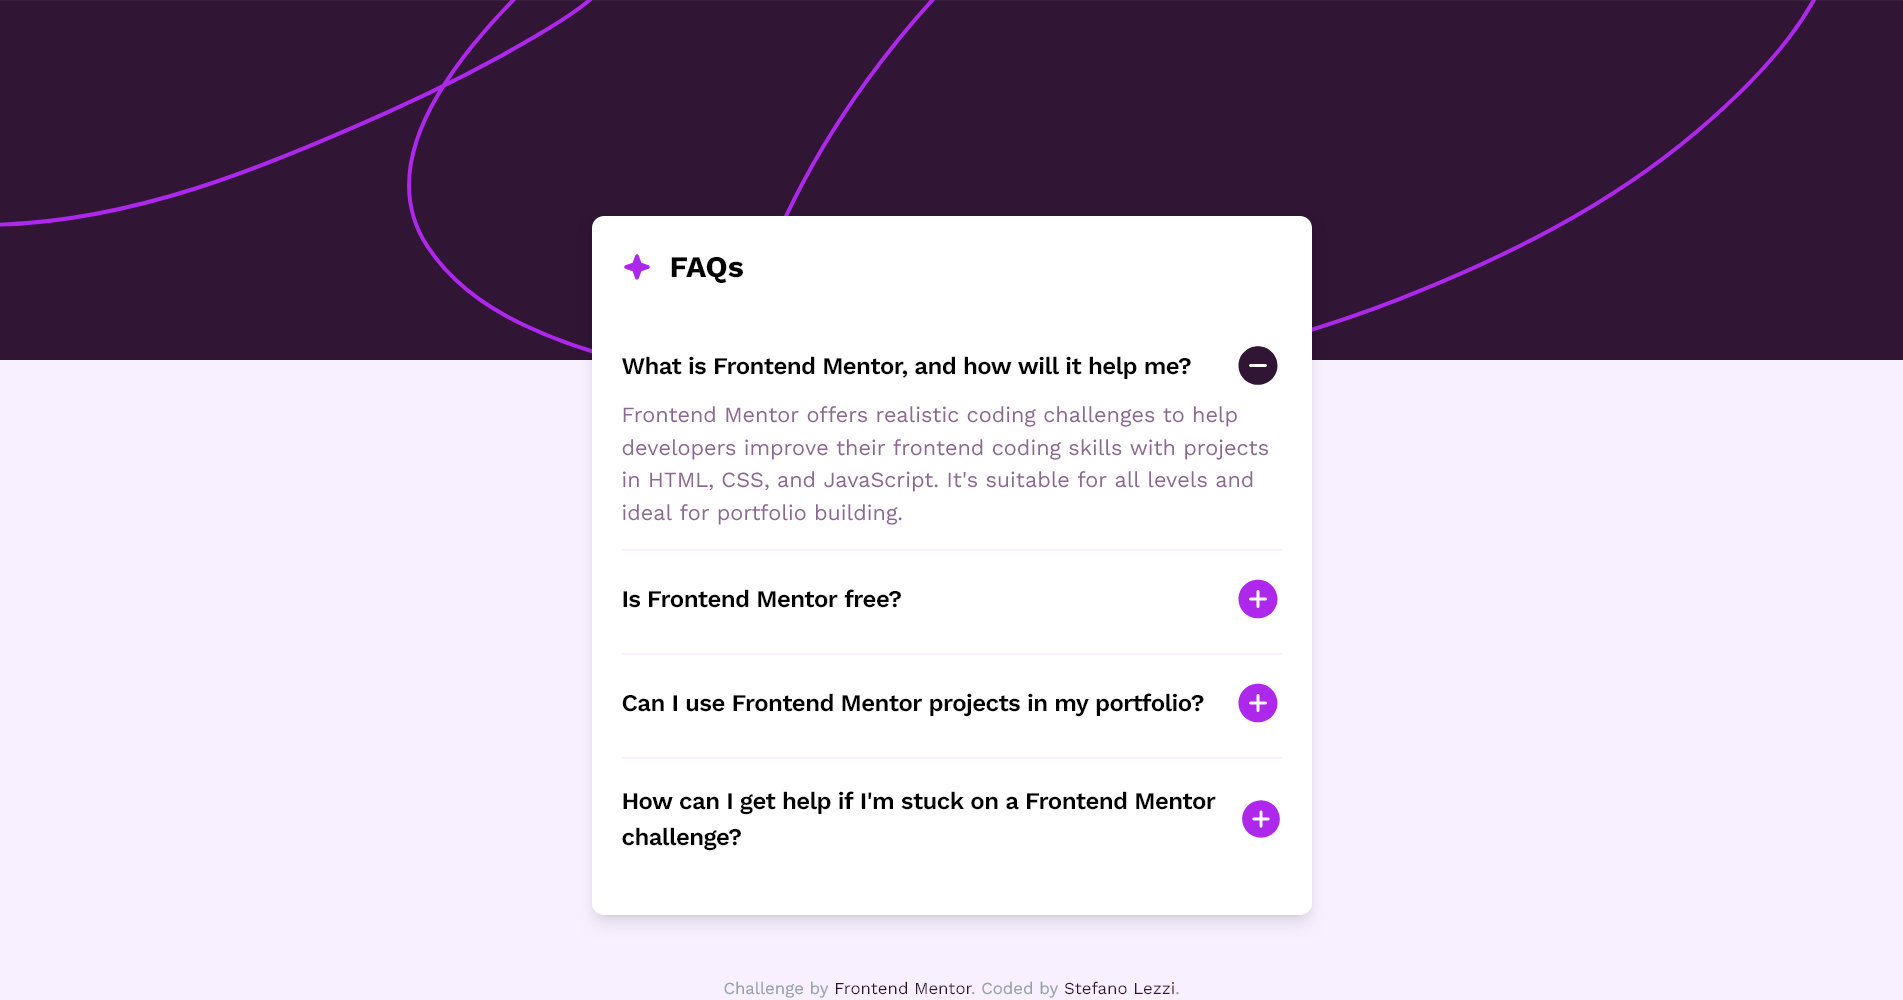 FAQs
What is Frontend Mentor, and how will it help me?
Frontend Mentor offers realistic coding challenges to help
developers improve their frontend coding skills with projects
in HTML, CSS, and JavaScript. It's suitable for all levels and
ideal for portfolio building.
Is Frontend Mentor free?
Can I use Frontend Mentor projects in my portfolio?
How can I get help if I'm stuck on a Frontend Mentor
challenge?
Challenge by Frontend Mentor. Coded by Stefano Lezzi.